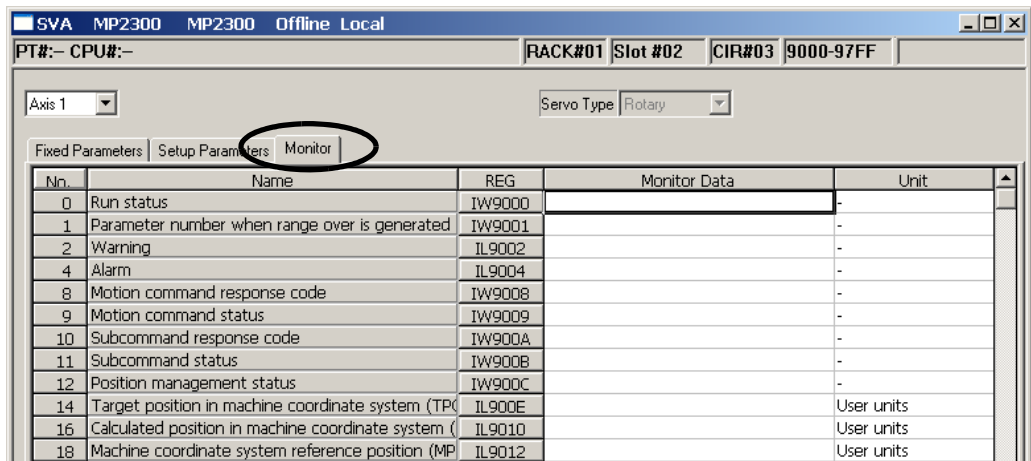 SVA MP2300 MP2300 Offline Local
PT#:– CPU#:– RACK#01 Slot #02 CIR#03 9000-97FF
Axis 1 Servo Type Rotary
Fixed Parameters Setup Parameters Monitor
No. Name REG Monitor Data Unit
0 Run status IW9000 -
1 Parameter number when range over is generated IW9001 -
2 Warning IL9002 -
4 Alarm IL9004 -
8 Motion command response code IW9008 -
9 Motion command status IW9009 -
10 Subcommand response code IW900A -
11 Subcommand status IW900B -
12 Position management status IW900C -
14 Target position in machine coordinate system (TPO IL900E User units
16 Calculated position in machine coordinate system ( IL9010 User units
18 Machine coordinate system reference position (MP IL9012 User units